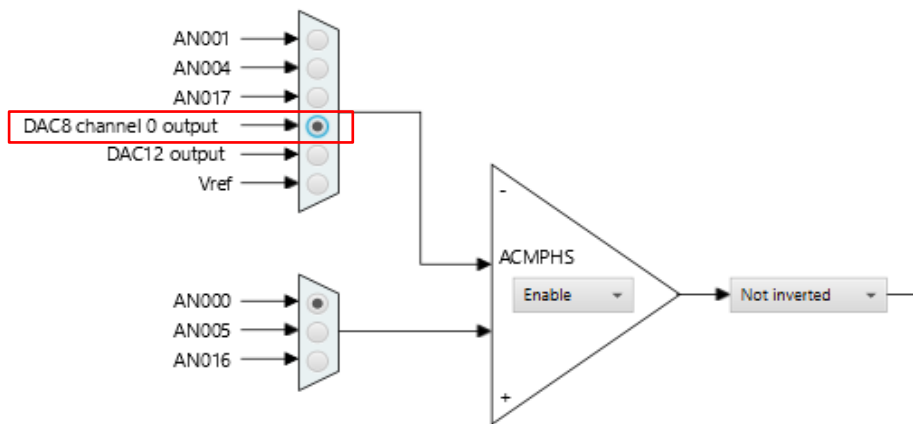 AN001
AN004
AN017
DAC8 channel 0 output
DAC12 output
Vref
-
ACMPHS
Enable
Not inverted
AN000
AN005
AN016
+